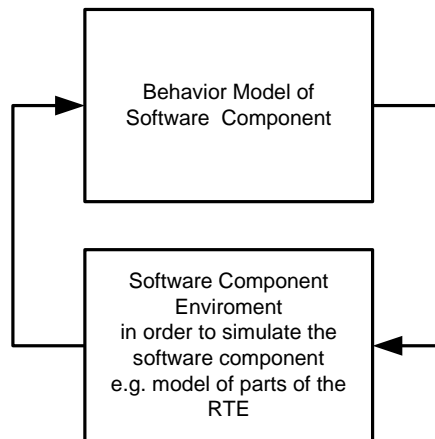 Behavior Model of
Software Component
Software Component
Enviroment
in order to simulate the
software component
e.g. model of parts of the
RTE